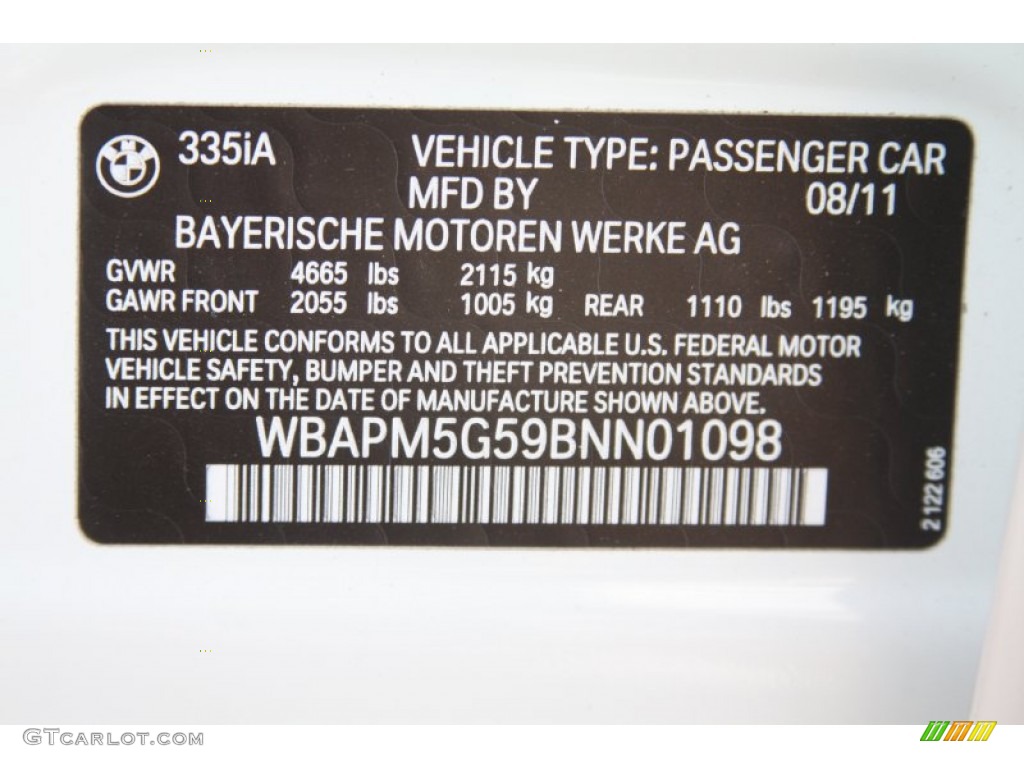 335iA VEHICLE TYPE: PASSENGER CAR
MFD BY 08/11
BAYERISCHE MOTOREN WERKE AG
GVWR 4665 lbs 2115 kg
GAWR FRONT 2055 lbs 1005 kg REAR 1110 lbs 1195 kg
THIS VEHICLE CONFORMS TO ALL APPLICABLE U.S. FEDERAL MOTOR
VEHICLE SAFETY, BUMPER AND THEFT PREVENTION STANDARDS
IN EFFECT ON THE DATE OF MANUFACTURE SHOWN ABOVE.
WBAPM5G59BNN01098
2 122 606
GTCARLOT.COM